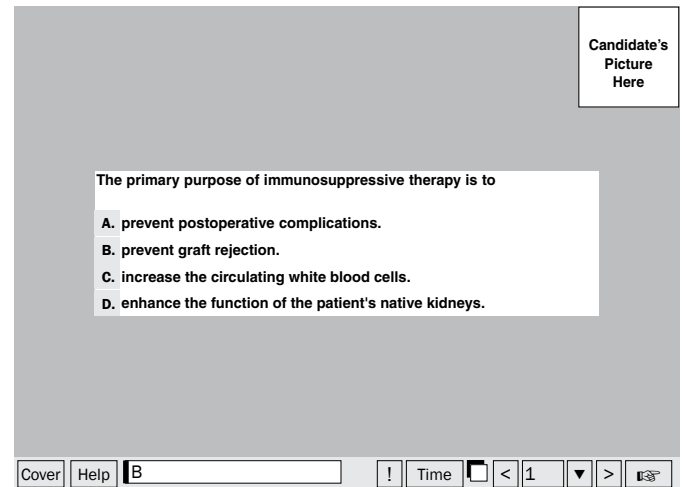 Candidate's
Picture
Here
The primary purpose of immunosuppressive therapy is to
A. prevent postoperative complications.
B. prevent graft rejection.
C. increase the circulating white blood cells.
D. enhance the function of the patient's native kidneys.
Cover Help B ! Time < 1 ▼ > ☞